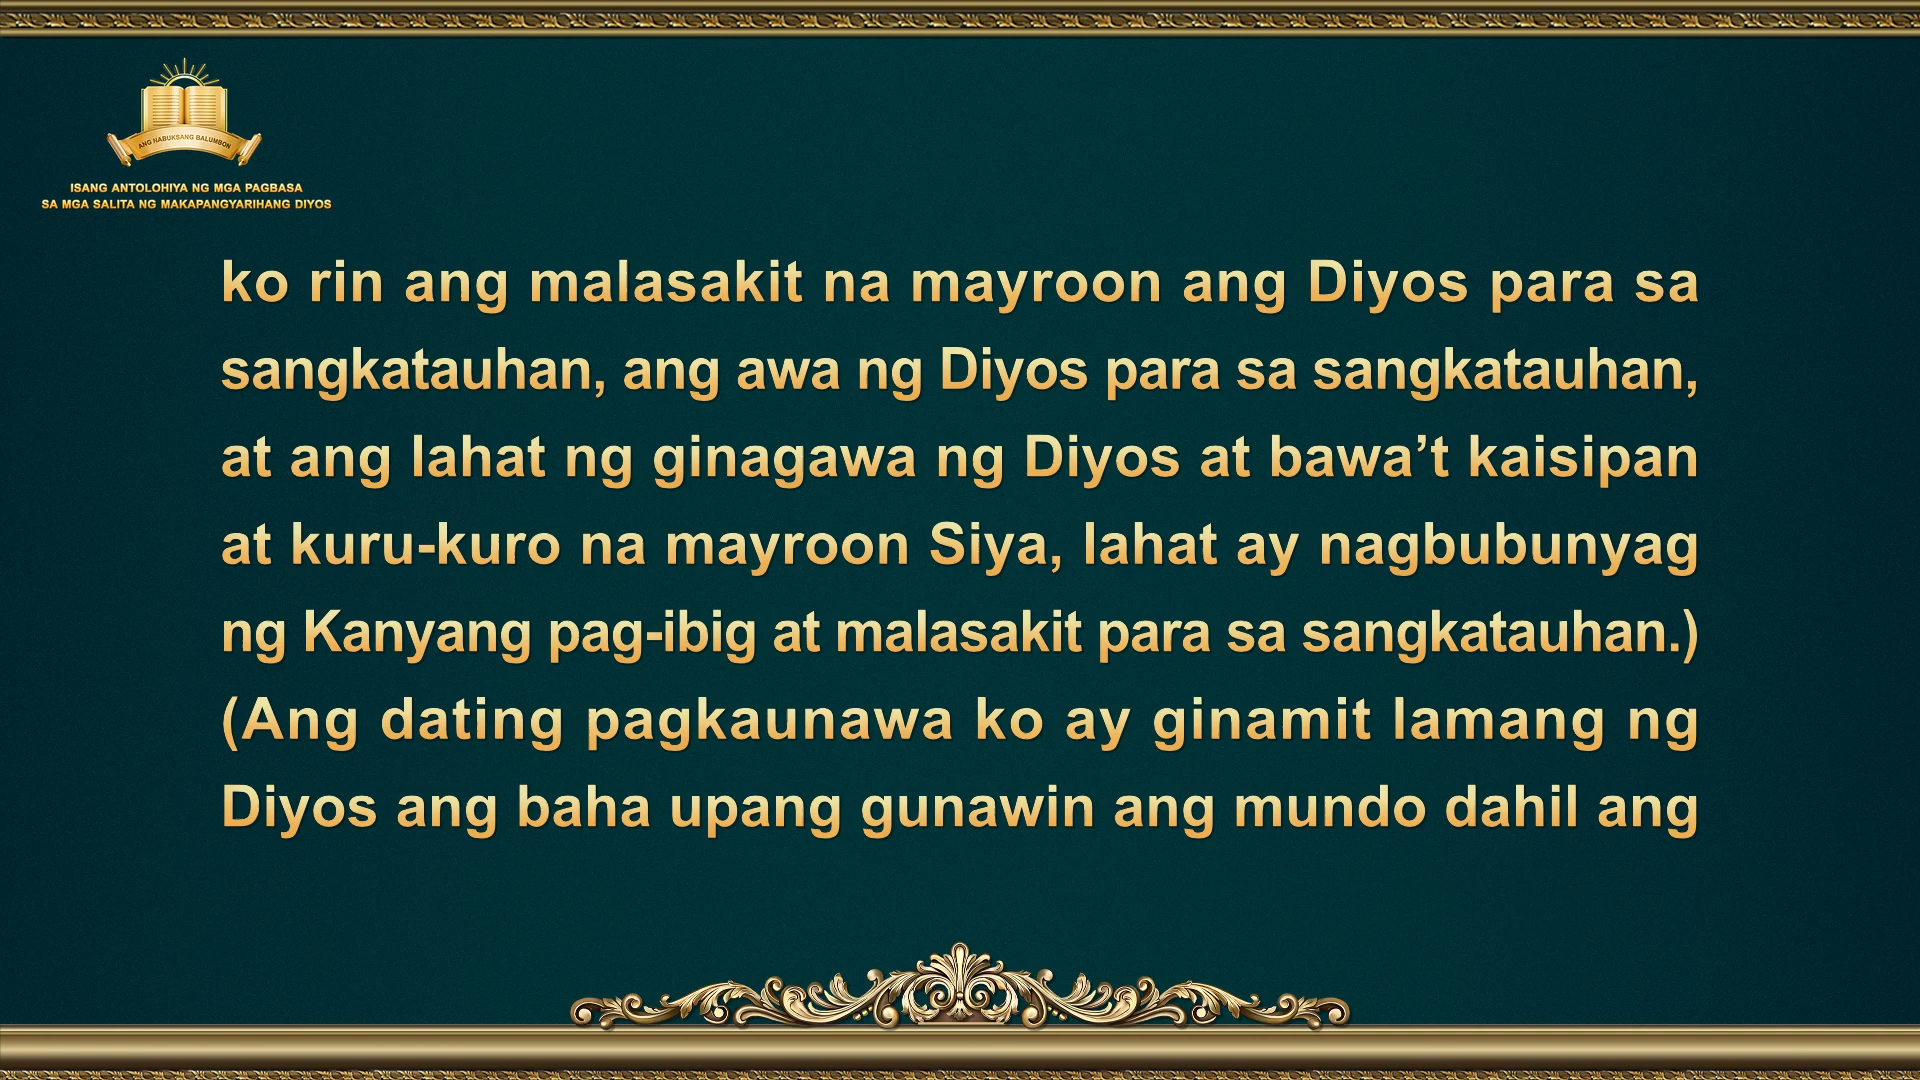 ANG NABUKSANG BALUMBON
ISANG ANTOLOHIYA NG MGA PAGBASA
SA MGA SALITA NG MAKAPANGYARIHANG DIYOS
ko rin ang malasakit na mayroon ang Diyos para sa
sangkatauhan, ang awa ng Diyos para sa sangkatauhan,
at ang lahat ng ginagawa ng Diyos at bawa’t kaisipan
at kuru-kuro na mayroon Siya, lahat ay nagbubunyag
ng Kanyang pag-ibig at malasakit para sa sangkatauhan.)
(Ang dating pagkaunawa ko ay ginamit lamang ng
Diyos ang baha upang gunawin ang mundo dahil ang